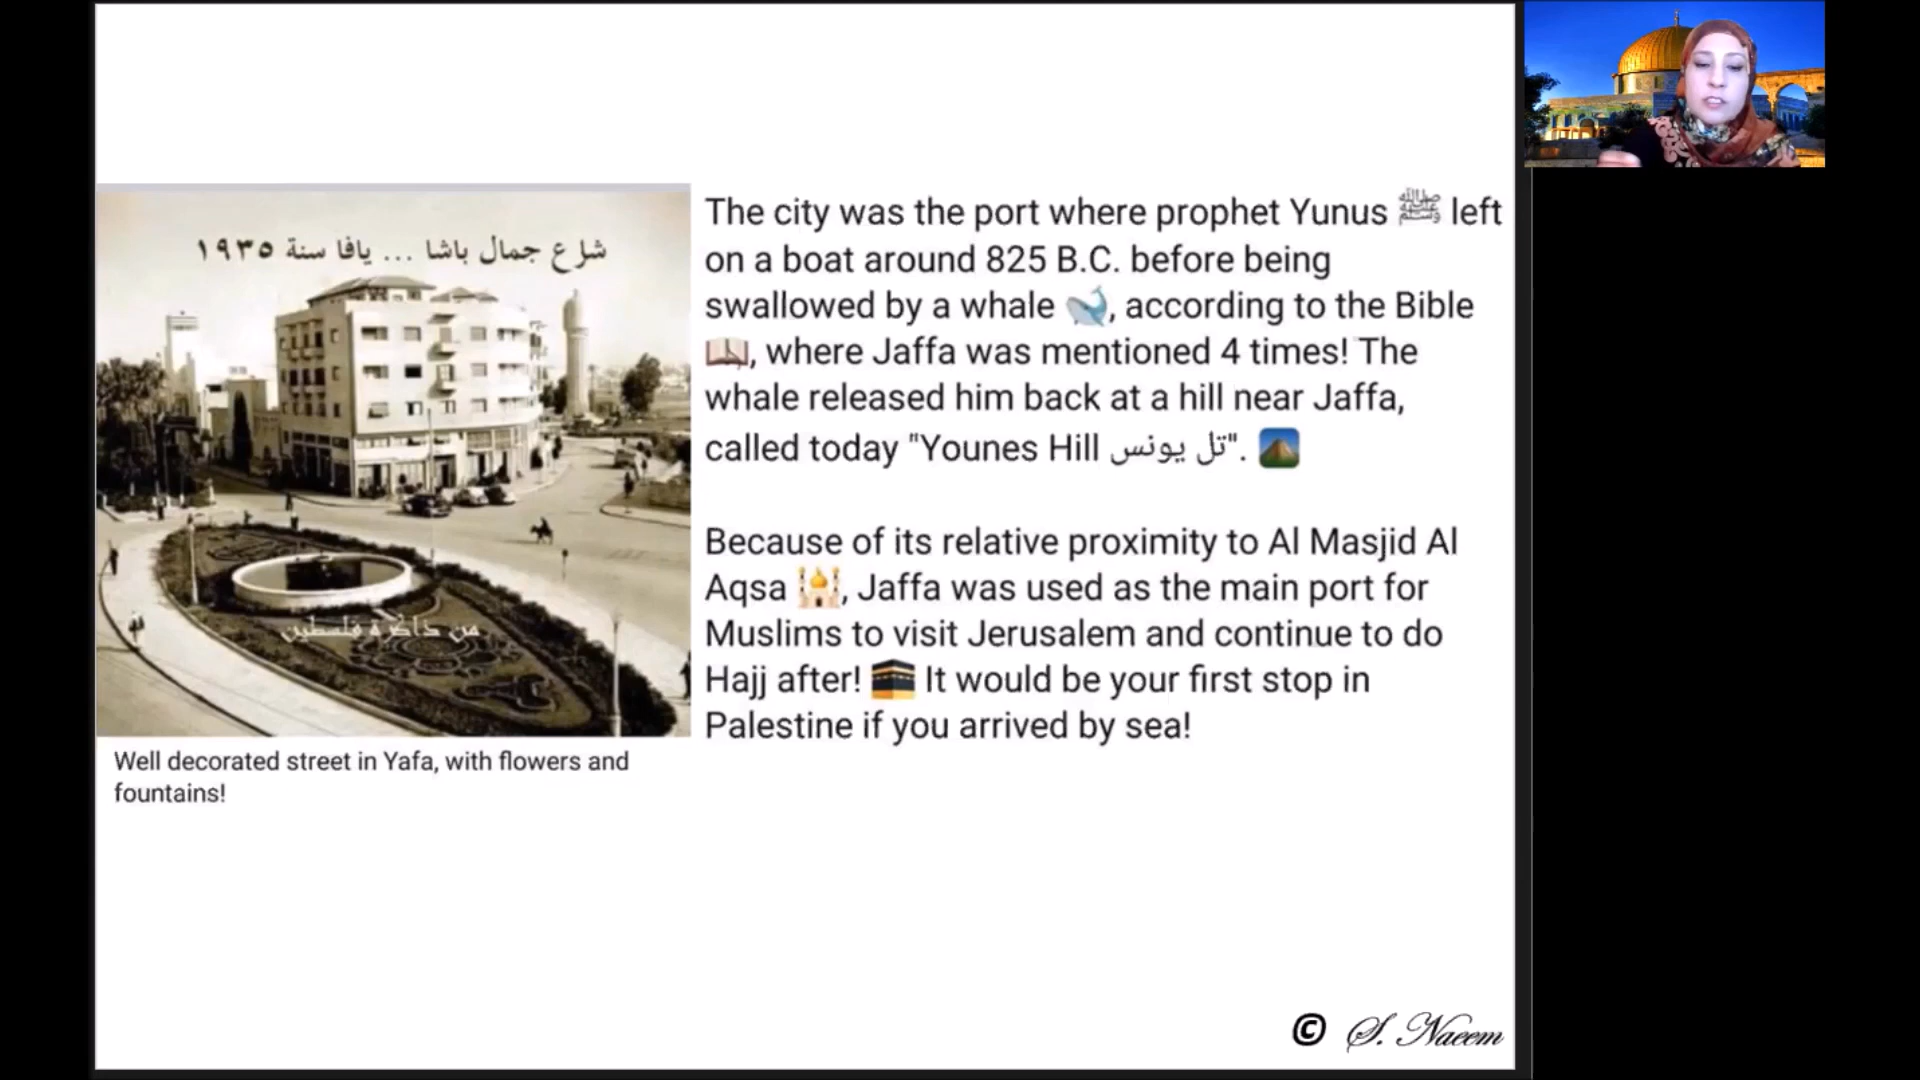 شارع جمال باشا ... يافا سنة ١٩٣٥
من ذاكرة فلسطين
Well decorated street in Yafa, with flowers and
fountains!
The city was the port where prophet Yunus ﷺ left
on a boat around 825 B.C. before being
swallowed by a whale 🐋, according to the Bible
📖, where Jaffa was mentioned 4 times! The
whale released him back at a hill near Jaffa,
called today "Younes Hill تل يونس".
Because of its relative proximity to Al Masjid Al
Aqsa 🕌, Jaffa was used as the main port for
Muslims to visit Jerusalem and continue to do
Hajj after! 🕋 It would be your first stop in
Palestine if you arrived by sea!
© S. Naeem